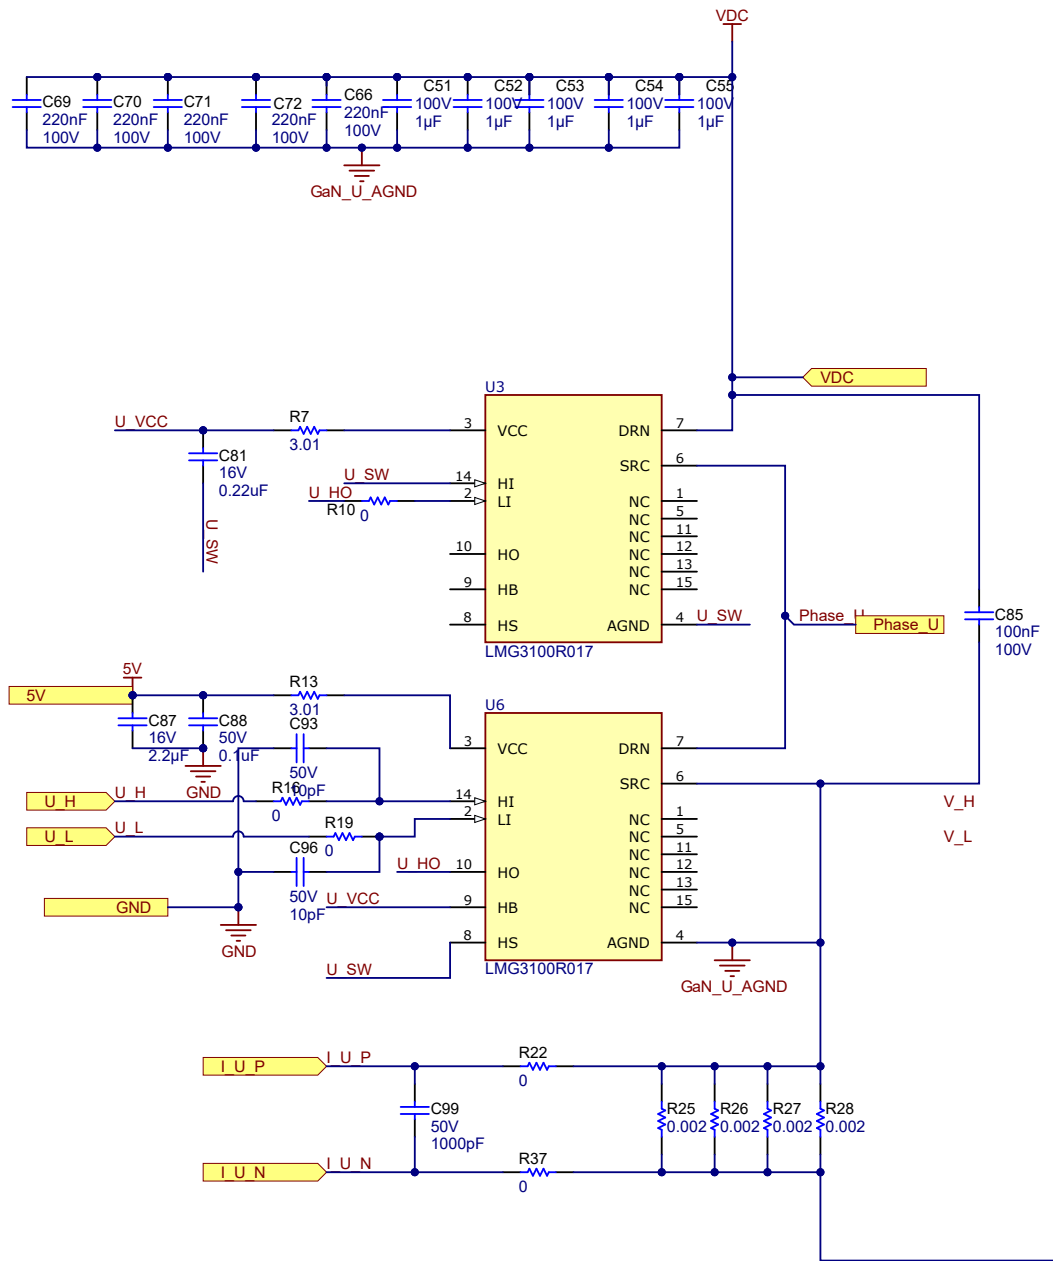 VDC
C69
220nF
100V
C70
220nF
100V
C71
220nF
100V
C72
220nF
100V
C66
220nF
100V
C51
100V
1µF
C52
100V
1µF
C53
100V
1µF
C54
100V
1µF
C55
100V
1µF
GaN_U_AGND
VDC
U3
U_VCC
R7
3.01
3
VCC
DRN
7
C81
16V
0.22uF
U_SW
U_SW
14
HI
SRC
6
U_HO
R10
0
2
LI
NC
1
NC
5
NC
11
10
HO
NC
12
NC
13
9
HB
NC
15
8
HS
AGND
4
U_SW
LMG3100R017
Phase_U
Phase_U
C85
100nF
100V
5V
5V
R13
3.01
U6
C87
16V
2.2µF
C88
50V
0.1uF
GND
C93
50V
10pF
3
VCC
DRN
7
SRC
6
U_H
U_H
R16
0
14
HI
U_L
U_L
R19
0
2
LI
NC
1
NC
5
NC
11
C96
50V
10pF
U_HO
10
HO
NC
12
NC
13
GND
U_VCC
9
HB
NC
15
GND
U_SW
8
HS
AGND
4
LMG3100R017
GaN_U_AGND
V_H
V_L
I_U_P
I_U_P
R22
0
C99
50V
1000pF
R25
0.002
R26
0.002
R27
0.002
R28
0.002
I_U_N
I_U_N
R37
0